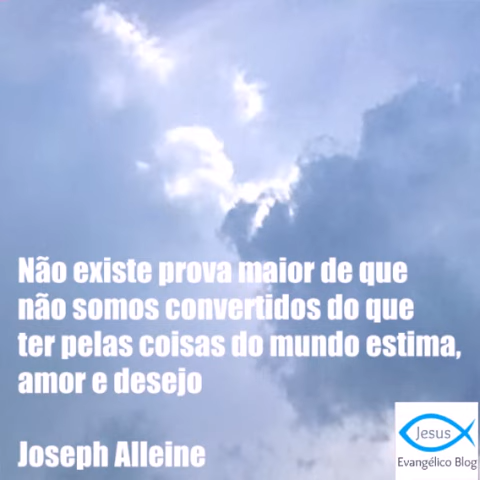 Não existe prova maior de que
não somos convertidos do que
ter pelas coisas do mundo estima,
amor e desejo
Joseph Alleine
Jesus
Evangélico Blog